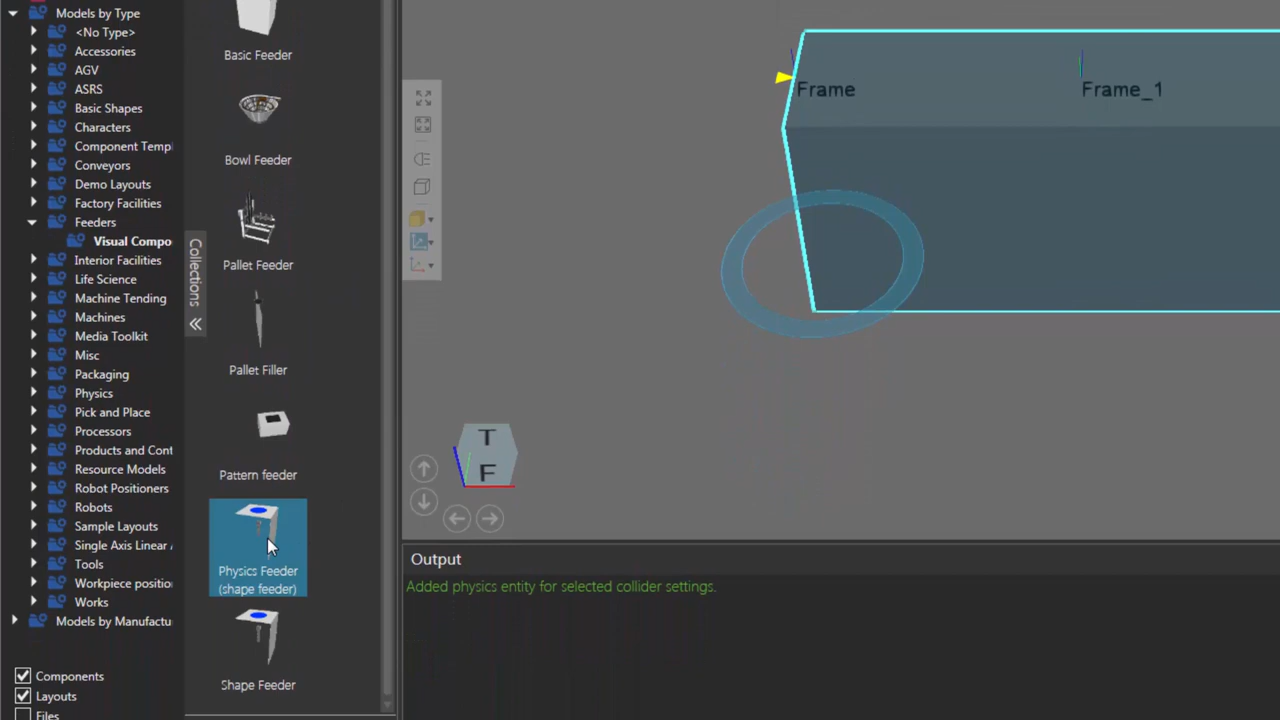 Models by Type
<No Type>
Accessories
AGV
ASRS
Basic Shapes
Characters
Component Templ
Conveyors
Demo Layouts
Factory Facilities
Feeders
Visual Compo
Interior Facilities
Life Science
Machine Tending
Machines
Media Toolkit
Misc
Packaging
Physics
Pick and Place
Processors
Products and Cont
Resource Models
Robot Positioners
Robots
Sample Layouts
Single Axis Linear A
Tools
Workpiece positio
Works
Models by Manufactu
Components
Layouts
Files
Collections
Basic Feeder
Bowl Feeder
Pallet Feeder
Pallet Filler
Pattern feeder
Physics Feeder
(shape feeder)
Shape Feeder
Frame
Frame_1
T
F
Output
Added physics entity for selected collider settings.